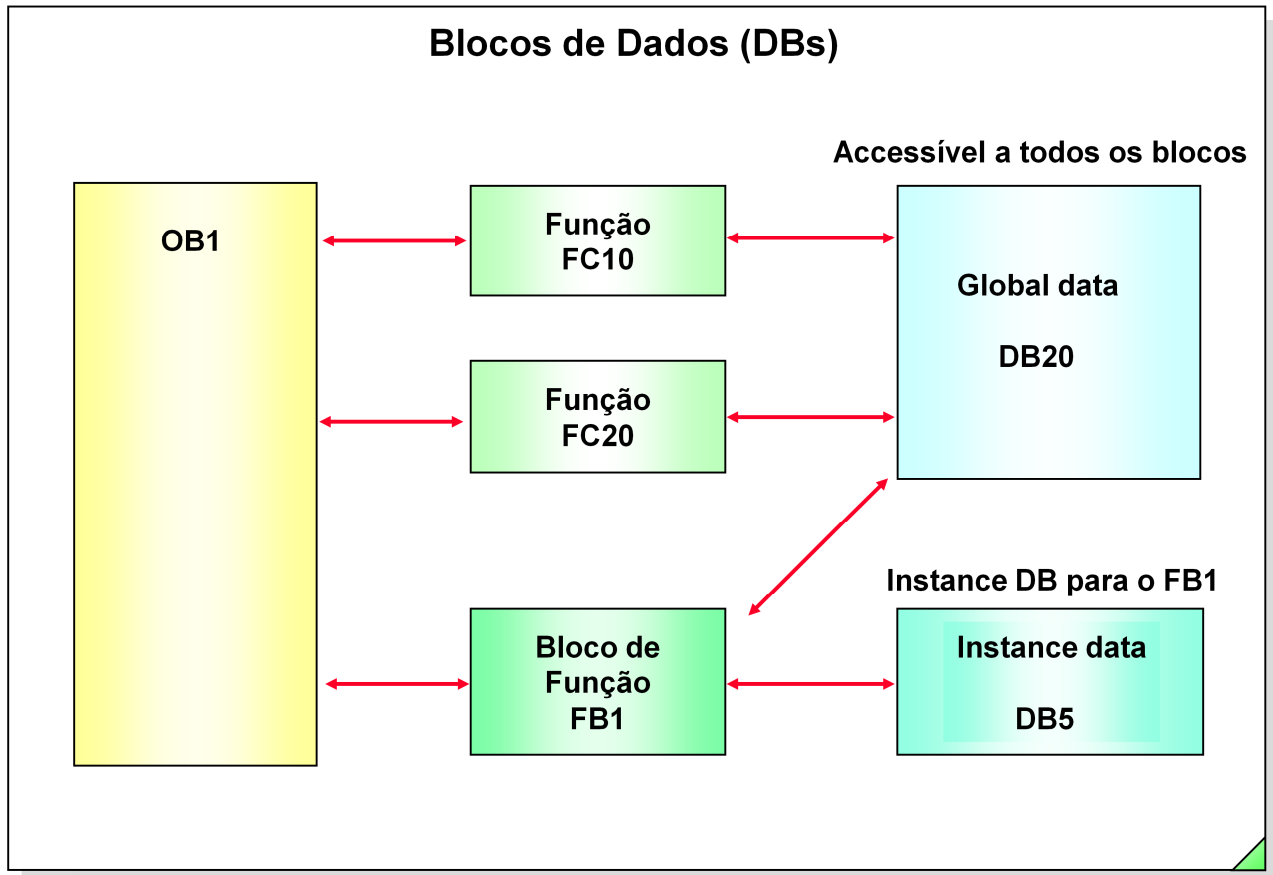 Blocos de Dados (DBs)
Accessível a todos os blocos
OB1
Função
FC10
Global data
DB20
Função
FC20
Instance DB para o FB1
Bloco de
Função
FB1
Instance data
DB5